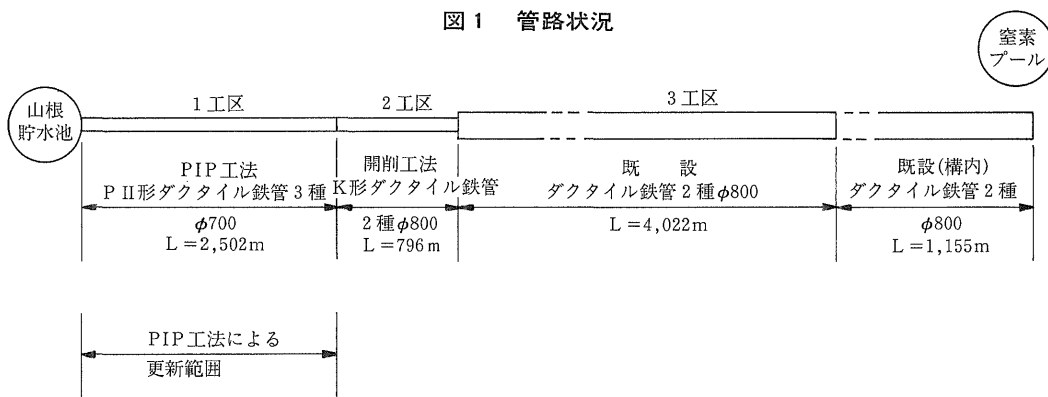 図1 管路状況
窒素
プール
山根
貯水池
1工区
2工区
3工区
PIP工法
PⅡ形ダクタイル鉄管3種
φ700
L=2,502m
開削工法
K形ダクタイル鉄管
2種φ800
L=796m
既 設
ダクタイル鉄管2種φ800
L=4,022m
既設(構内)
ダクタイル鉄管2種
φ800
L=1,155m
PIP工法による
更新範囲